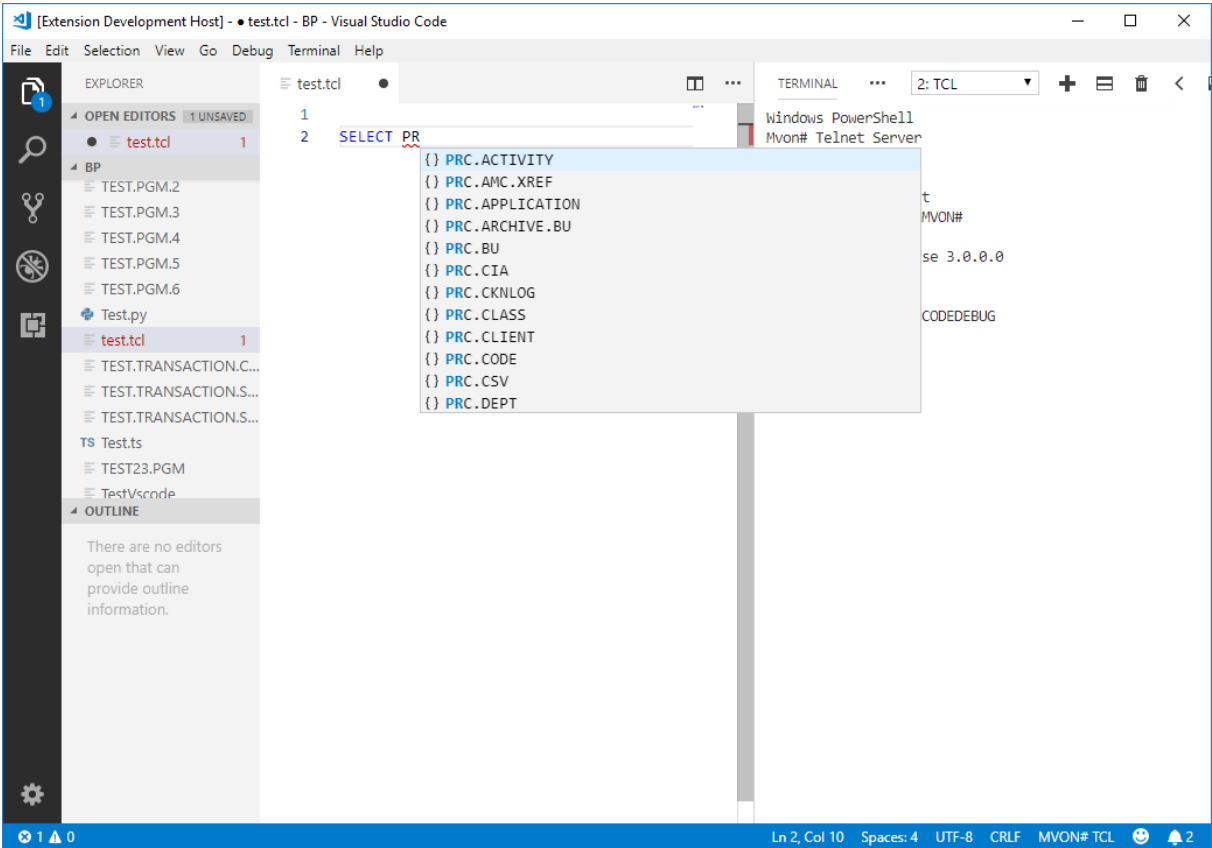 [Extension Development Host] - ● test.tcl - BP - Visual Studio Code
File Edit Selection View Go Debug Terminal Help
EXPLORER
OPEN EDITORS 1 UNSAVED
● test.tcl 1
BP
TEST.PGM.2
TEST.PGM.3
TEST.PGM.4
TEST.PGM.5
TEST.PGM.6
Test.py
test.tcl 1
TEST.TRANSACTION.C...
TEST.TRANSACTION.S...
TEST.TRANSACTION.S...
TS Test.ts
TEST23.PGM
TestVscode
OUTLINE
There are no editors
open that can
provide outline
information.
1
test.tcl ●
1
2 SELECT PR
{} PRC.ACTIVITY
{} PRC.AMC.XREF
{} PRC.APPLICATION
{} PRC.ARCHIVE.BU
{} PRC.BU
{} PRC.CIA
{} PRC.CKNLOG
{} PRC.CLASS
{} PRC.CLIENT
{} PRC.CODE
{} PRC.CSV
{} PRC.DEPT
TERMINAL ... 2: TCL
Windows PowerShell
Mvon# Telnet Server
t
MVON#
se 3.0.0.0
CODEDEBUG
1 0
Ln 2, Col 10 Spaces: 4 UTF-8 CRLF MVON# TCL 2